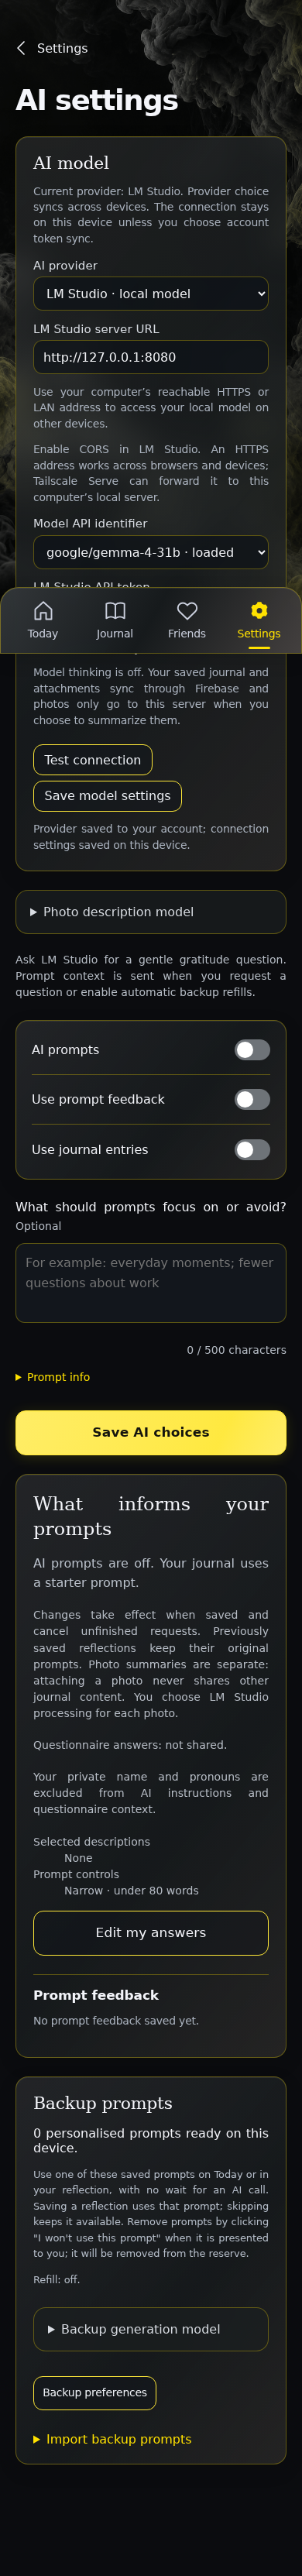 Settings
AI settings
AI model
Current provider: LM Studio. Provider choice
syncs across devices. The connection stays
on this device unless you choose account
token sync.
AI provider
LM Studio · local model
LM Studio server URL
http://127.0.0.1:8080
Use your computer’s reachable HTTPS or
LAN address to access your local model on
other devices.
Enable CORS in LM Studio. An HTTPS
address works across browsers and devices;
Tailscale Serve can forward it to this
computer’s local server.
Model API identifier
google/gemma-4-31b · loaded
LM Studio API token
Today
Journal
Friends
Settings
Model thinking is off. Your saved journal and
attachments sync through Firebase and
photos only go to this server when you
choose to summarize them.
Test connection
Save model settings
Provider saved to your account; connection
settings saved on this device.
Photo description model
Ask LM Studio for a gentle gratitude question.
Prompt context is sent when you request a
question or enable automatic backup refills.
AI prompts
Use prompt feedback
Use journal entries
What should prompts focus on or avoid?
Optional
For example: everyday moments; fewer
questions about work
0 / 500 characters
Prompt info
Save AI choices
What informs your
prompts
AI prompts are off. Your journal uses
a starter prompt.
Changes take effect when saved and
cancel unfinished requests. Previously
saved reflections keep their original
prompts. Photo summaries are separate:
attaching a photo never shares other
journal content. You choose LM Studio
processing for each photo.
Questionnaire answers: not shared.
Your private name and pronouns are
excluded from AI instructions and
questionnaire context.
Selected descriptions
None
Prompt controls
Narrow · under 80 words
Edit my answers
Prompt feedback
No prompt feedback saved yet.
Backup prompts
0 personalised prompts ready on this
device.
Use one of these saved prompts on Today or in
your reflection, with no wait for an AI call.
Saving a reflection uses that prompt; skipping
keeps it available. Remove prompts by clicking
"I won't use this prompt" when it is presented
to you; it will be removed from the reserve.
Refill: off.
Backup generation model
Backup preferences
Import backup prompts